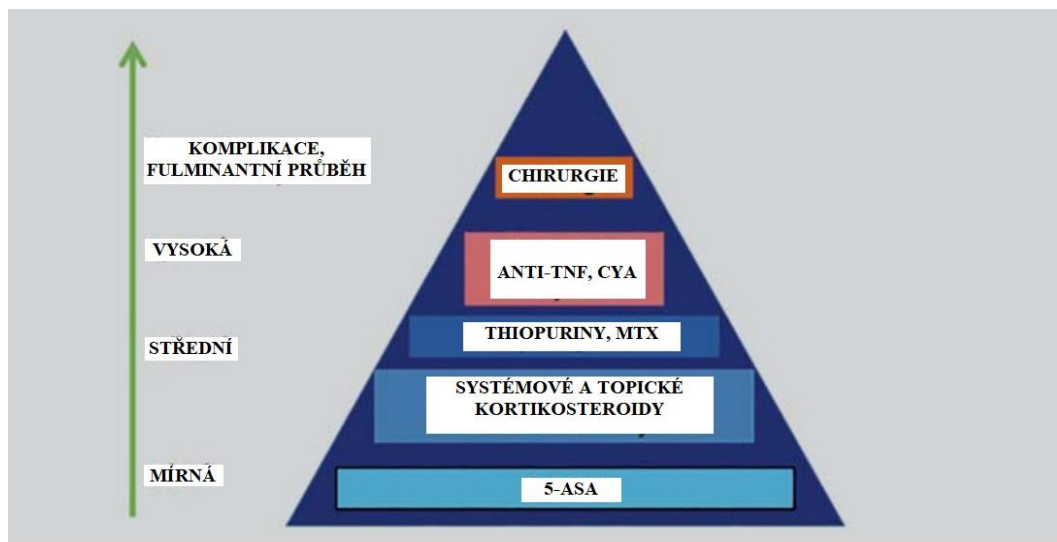 KOMPLIKACE,
FULMINANTNÍ PRŮBĚH
CHIRURGIE
VYSOKÁ
ANTI-TNF, CYA
STŘEDNÍ
THIOPURINY, MTX
SYSTÉMOVÉ A TOPICKÉ
KORTIKOSTEROIDY
MÍRNÁ
5-ASA